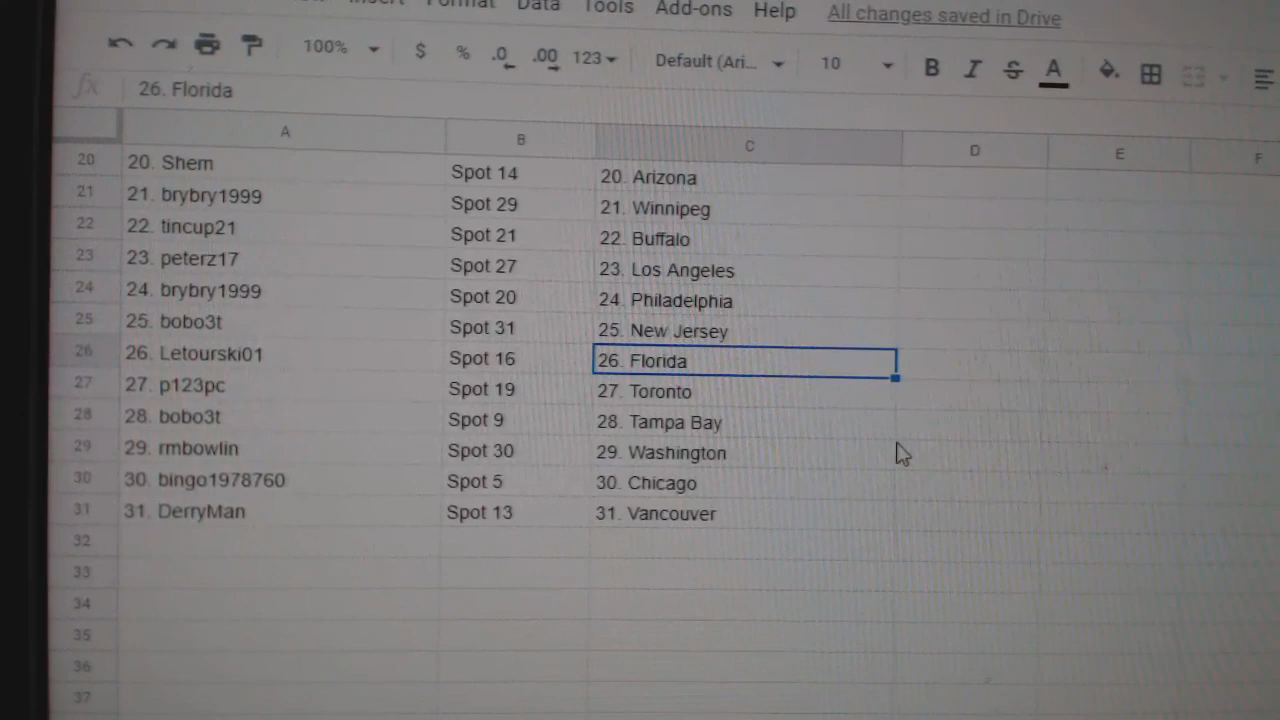 Format Data Tools Add-ons Help All changes saved in Drive
100% $ % .0 .00 123 Default (Ari... 10 B I S A
fx 26. Florida
A B C D E F
20 20. Shem Spot 14 20. Arizona
21 21. brybry1999 Spot 29 21. Winnipeg
22 22. tincup21 Spot 21 22. Buffalo
23 23. peterz17 Spot 27 23. Los Angeles
24 24. brybry1999 Spot 20 24. Philadelphia
25 25. bobo3t Spot 31 25. New Jersey
26 26. Letourski01 Spot 16 26. Florida
27 27. p123pc Spot 19 27. Toronto
28 28. bobo3t Spot 9 28. Tampa Bay
29 29. rmbowlin Spot 30 29. Washington
30 30. bingo1978760 Spot 5 30. Chicago
31 31. DerryMan Spot 13 31. Vancouver
32
33
34
35
36
37